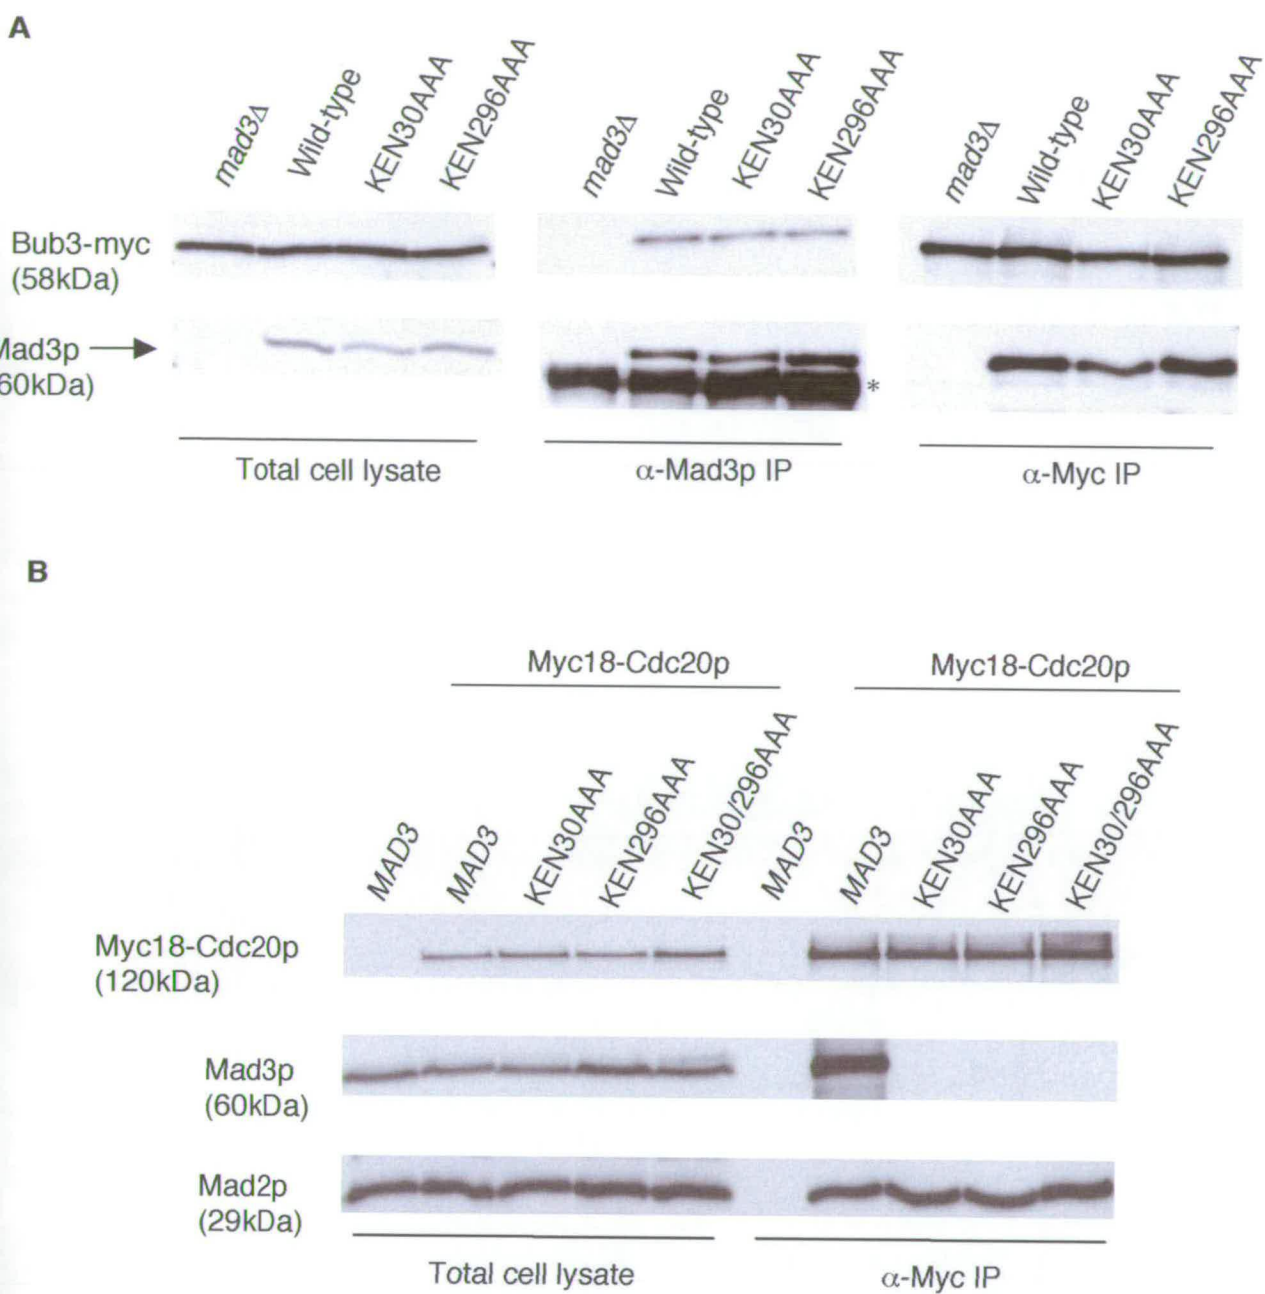 A
mad3Δ Wild-type KEN30AAA KEN296AAA mad3Δ Wild-type KEN30AAA KEN296AAA mad3Δ Wild-type KEN30AAA KEN296AAA
Bub3-myc
(58kDa)
Mad3p
60kDa)
*
Total cell lysate α-Mad3p IP α-Myc IP
B
Myc18-Cdc20p Myc18-Cdc20p
MAD3 MAD3 KEN30AAA KEN296AAA KEN30/296AAA MAD3 MAD3 KEN30AAA KEN296AAA KEN30/296AAA
Myc18-Cdc20p
(120kDa)
Mad3p
(60kDa)
Mad2p
(29kDa)
Total cell lysate α-Myc IP